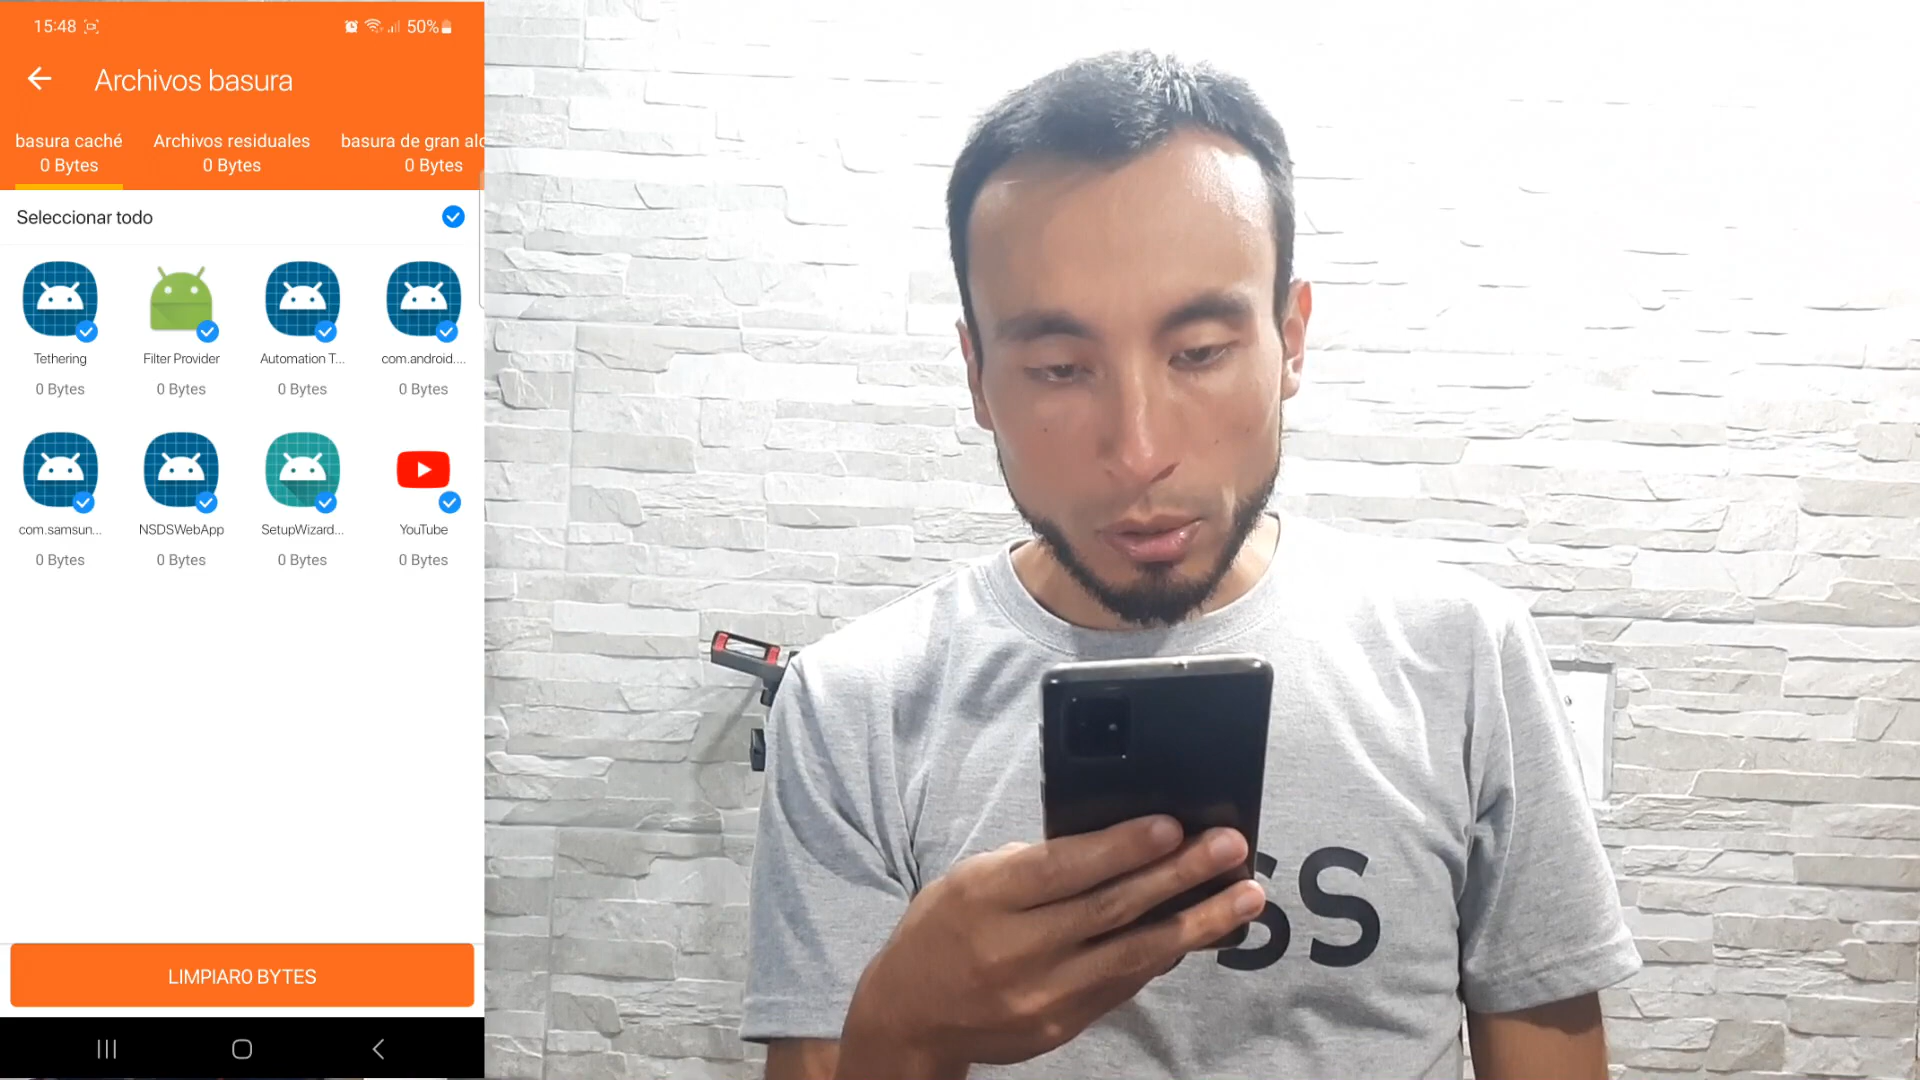 15:48
50%
Archivos basura
basura caché
0 Bytes
Archivos residuales
0 Bytes
basura de gran alc
0 Bytes
Seleccionar todo
Tethering
0 Bytes
Filter Provider
0 Bytes
Automation T...
0 Bytes
com.android....
0 Bytes
com.samsun...
0 Bytes
NSDSWebApp
0 Bytes
SetupWizard...
0 Bytes
YouTube
0 Bytes
LIMPIAR0 BYTES
SS